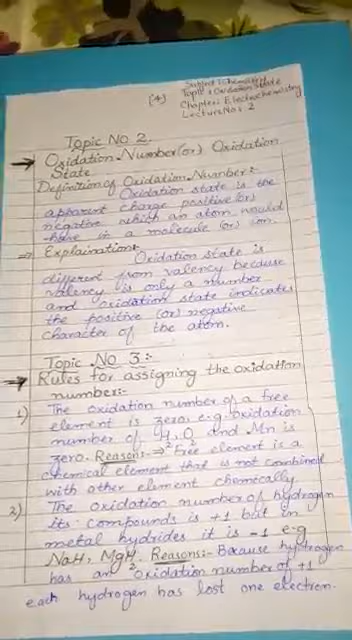 Subject : Chemistry
[4] Topic : Oxidation State
Chapter : Electrochemistry
Lecture No : 2
Topic No 2.
→ Oxidation Number (or) Oxidation
State
Definition of Oxidation Number :-
Oxidation state is the
apparent charge positive (or)
negative which an atom would
have in a molecule (or) ion.
⇒ Explaination:-
Oxidation state is
different from valency because
valency is only a number
and oxidation state indicates
the positive (or) negative
character of the atom.
Topic No 3:-
→ Rules for assigning the oxidation
number:-
1) The oxidation number of a free
element is zero. e.g. oxidation
number of H2, O2 and Mn is
zero. Reasons:→ Free element is a
chemical element that is not combined
with other element chemically
2) The oxidation number of hydrogen
its compounds is +1 but in
metal hydrides it is -1 e-g
NaH, MgH2. Reasons:- Because hydrogen
has an oxidation number of +1
each hydrogen has lost one electron.